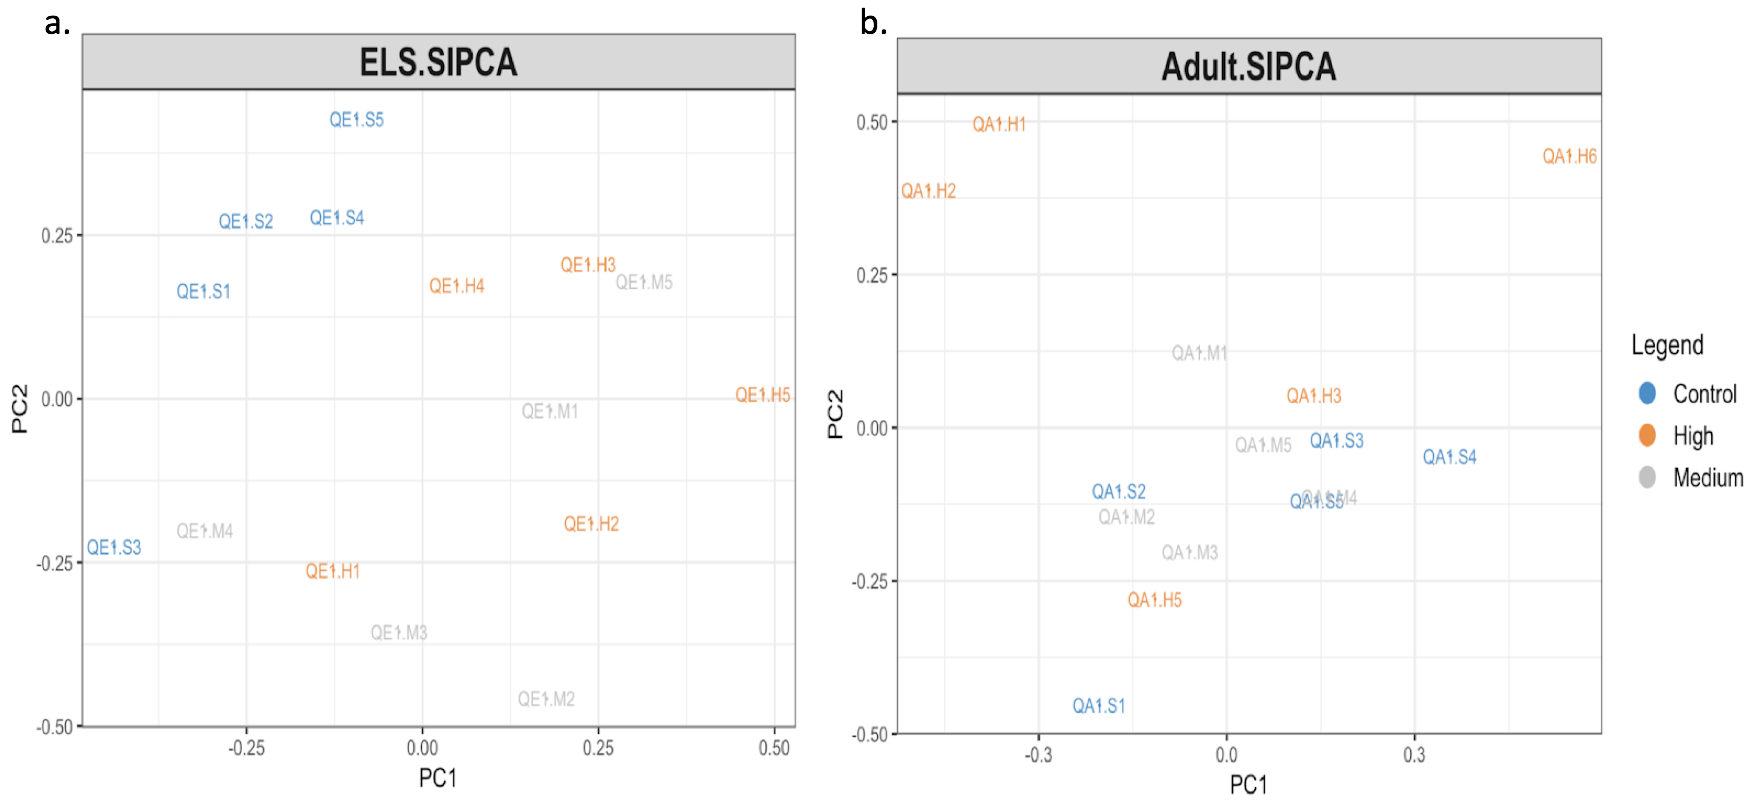 a.
ELS.SIPCA
QE1.S5
QE1.S2
QE1.S4
QE1.S1
QE1.H3
QE1.M5
QE1.H4
QE1.H5
QE1.M1
QE1.H2
QE1.M4
QE1.S3
QE1.H1
QE1.M3
QE1.M2
0.25
0.00
-0.25
-0.50
PC2
-0.25
0.00
0.25
0.50
PC1
b.
Adult.SIPCA
QA1.H1
QA1.H6
QA1.H2
QA1.M1
QA1.H3
QA1.M5
QA1.S3
QA1.S4
QA1.S2
QA1.M4
QA1.S5
QA1.M2
QA1.M3
QA1.H5
QA1.S1
0.50
0.25
0.00
-0.25
-0.50
PC2
-0.3
0.0
0.3
PC1
Legend
Control
High
Medium